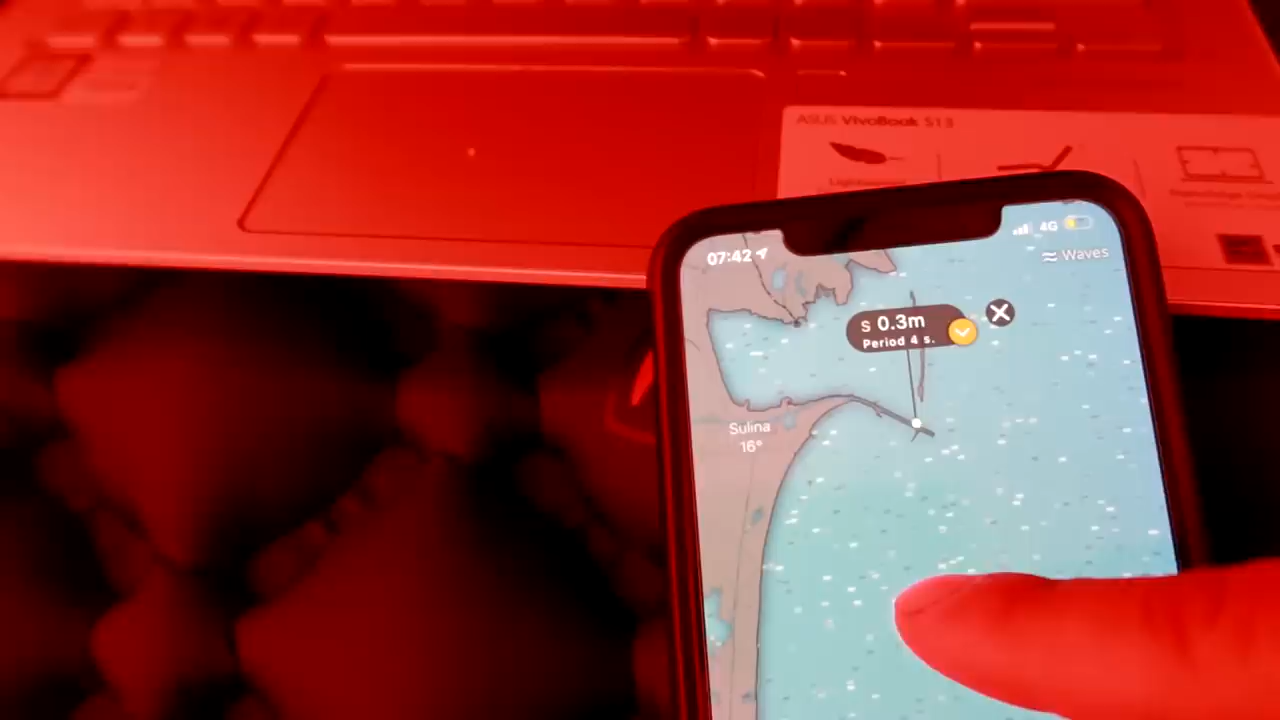 ASUS VivoBook S13
07:42
4G
Waves
S 0.3m
Period 4 s.
Sulina
16°